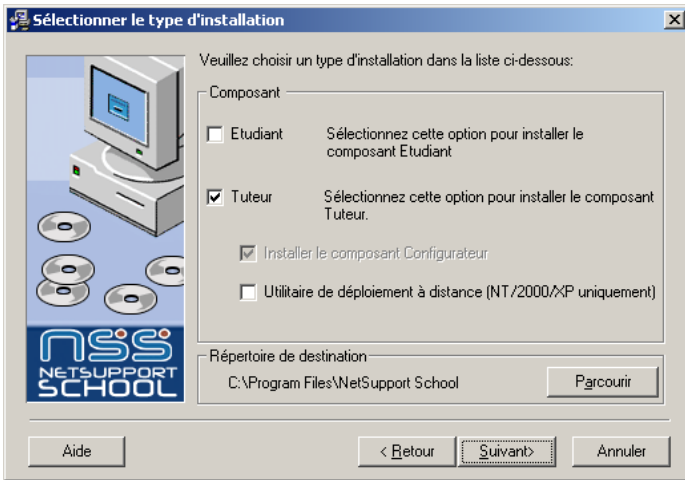 Sélectionner le type d'installation
Veuillez choisir un type d'installation dans la liste ci-dessous:
Composant
Etudiant Sélectionnez cette option pour installer le
composant Etudiant
Tuteur Sélectionnez cette option pour installer le composant
Tuteur.
Installer le composant Configurateur
Utilitaire de déploiement à distance (NT/2000/XP uniquement)
nss
NETSUPPORT
SCHOOL
Répertoire de destination
C:\Program Files\NetSupport School Parcourir
Aide < Retour Suivant> Annuler